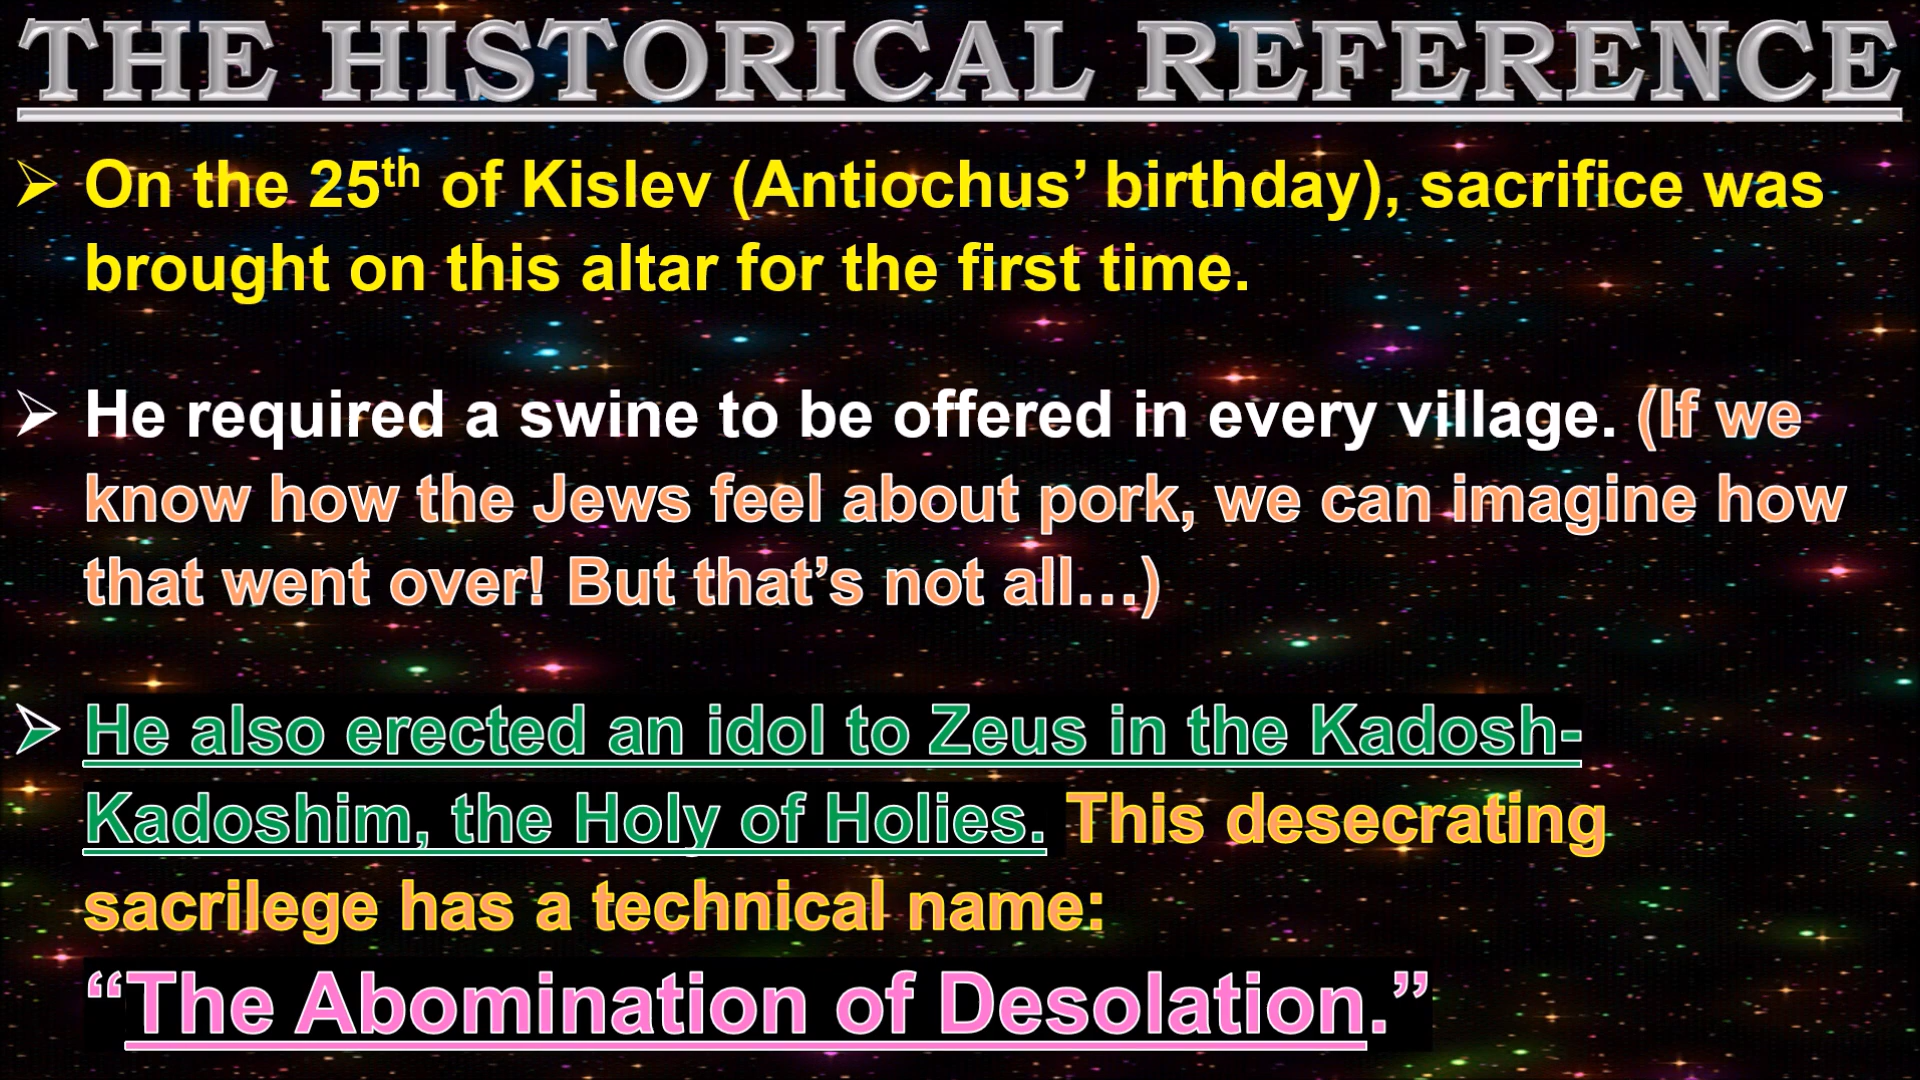 THE HISTORICAL REFERENCE
➢ On the 25th of Kislev (Antiochus’ birthday), sacrifice was
brought on this altar for the first time.
➢ He required a swine to be offered in every village. (If we
know how the Jews feel about pork, we can imagine how
that went over! But that’s not all…)
➢ He also erected an idol to Zeus in the Kadosh-
Kadoshim, the Holy of Holies. This desecrating
sacrilege has a technical name:
“The Abomination of Desolation.”